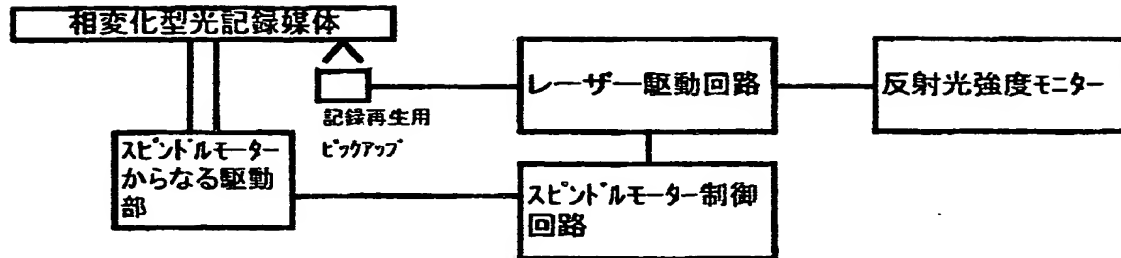 相変化型光記録媒体
レーザー駆動回路
反射光強度モニター
記録再生用
ピックアップ
スピンドルモーター
からなる駆動
部
スピンドルモーター制御
回路